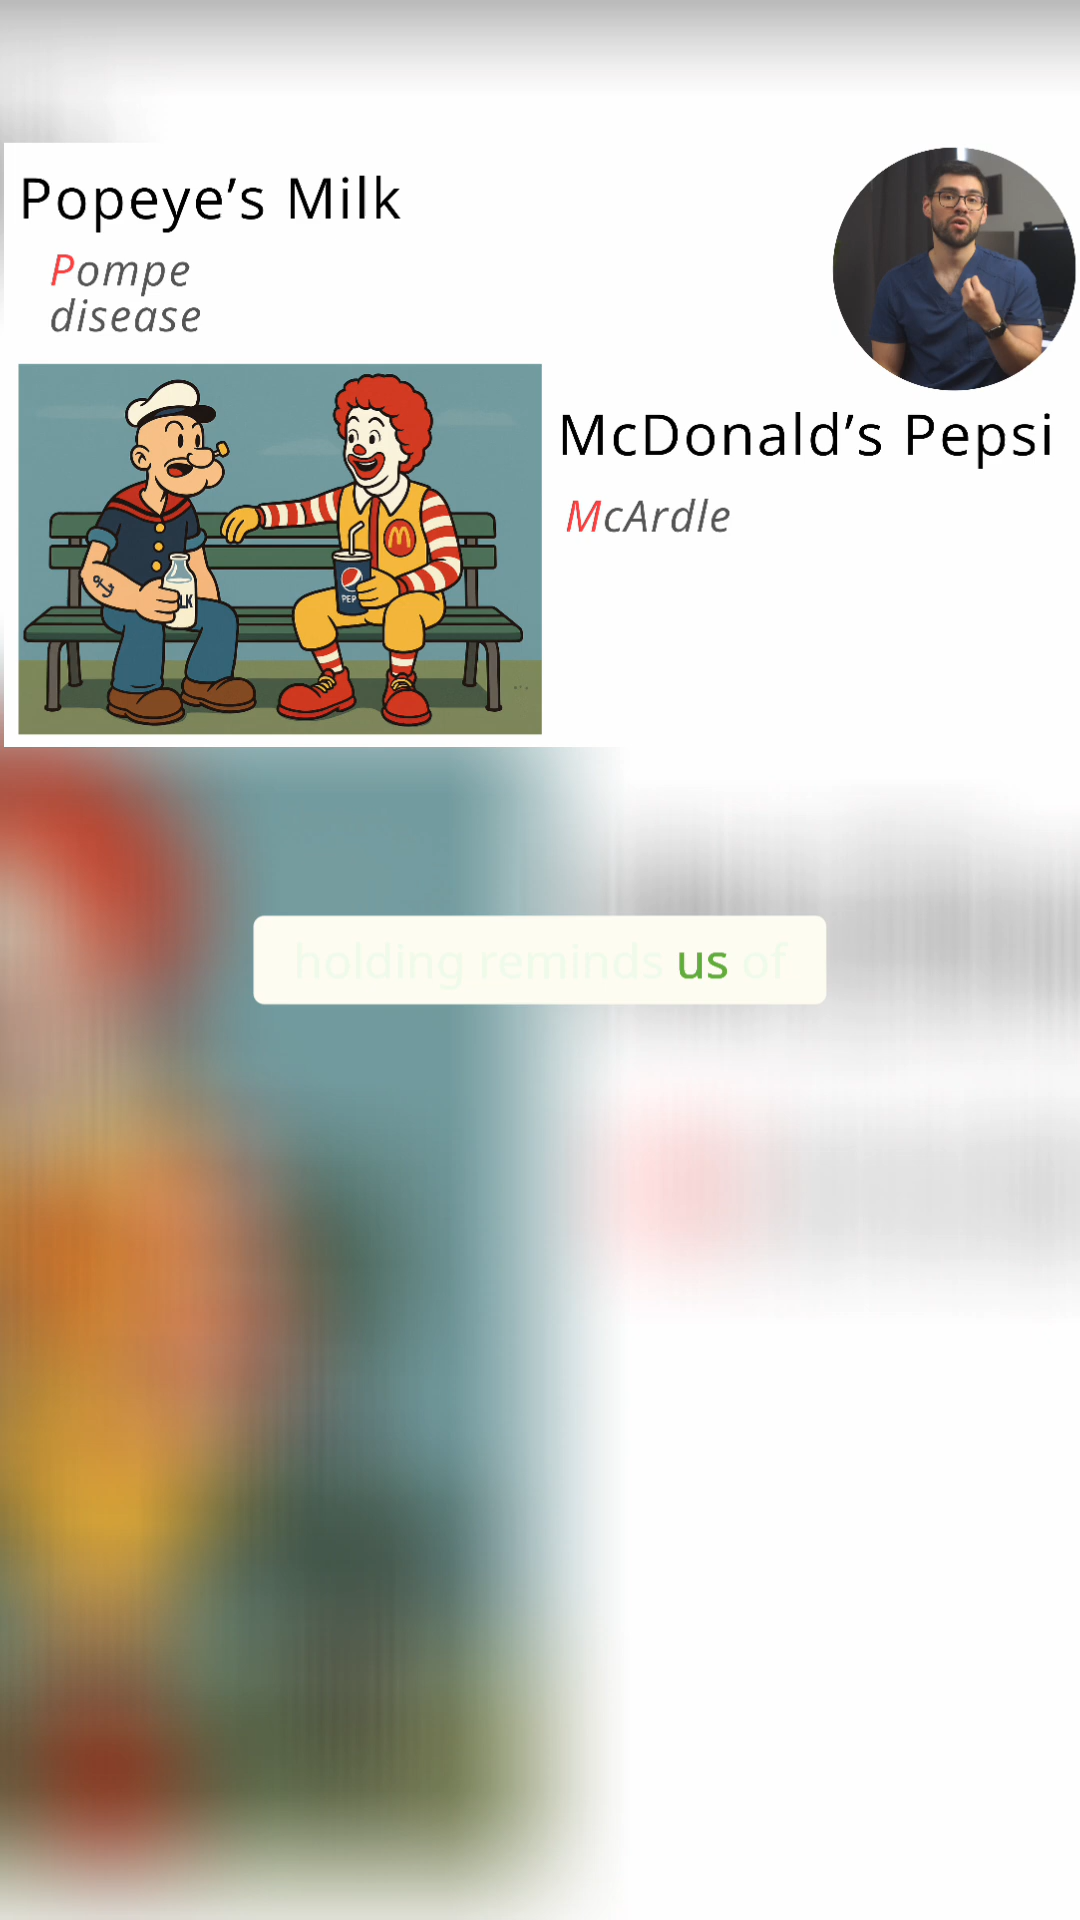 Popeye’s Milk
Pompe
disease
McDonald’s Pepsi
McArdle
LK
PEP
holding reminds us of